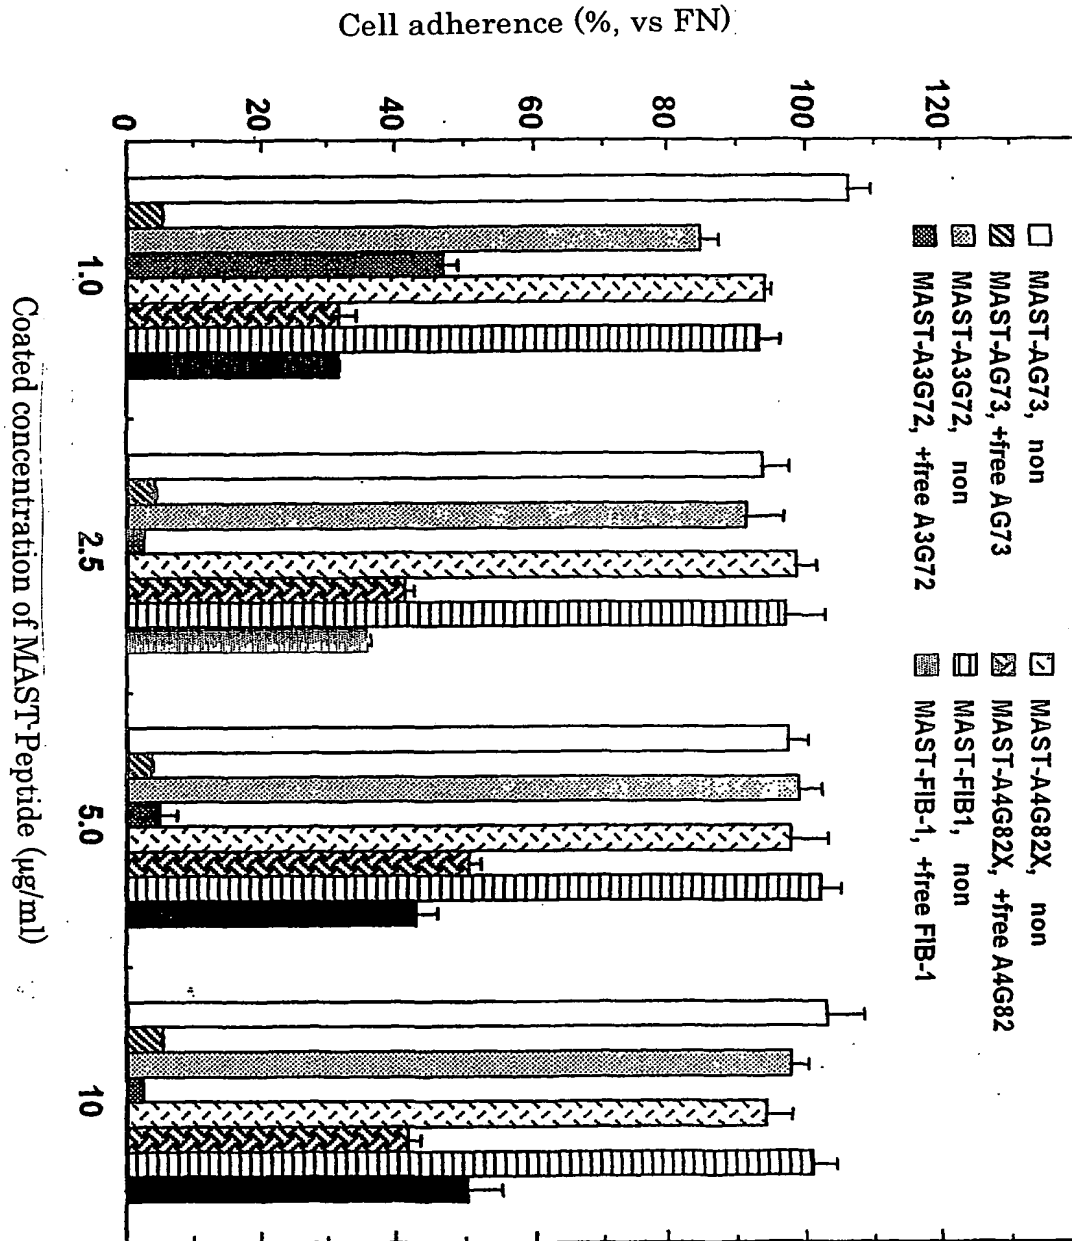 Cell adherence (%, vs FN)
0
20
40
60
80
100
120
MAST-AG73, non
MAST-AG73, +free AG73
MAST-A3G72, non
MAST-A3G72, +free A3G72
MAST-A4G82X, non
MAST-A4G82X, +free A4G82
MAST-FIB1, non
MAST-FIB-1, +free FIB-1
1.0
2.5
5.0
10
Coated concentration of MAST-Peptide (μg/ml)